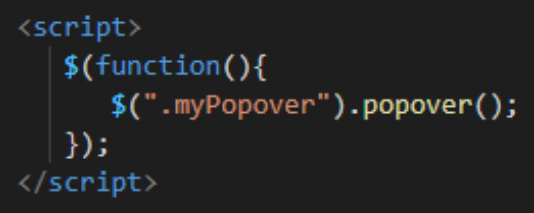 <script>
$(function(){
$(".myPopover").popover();
});
</script>